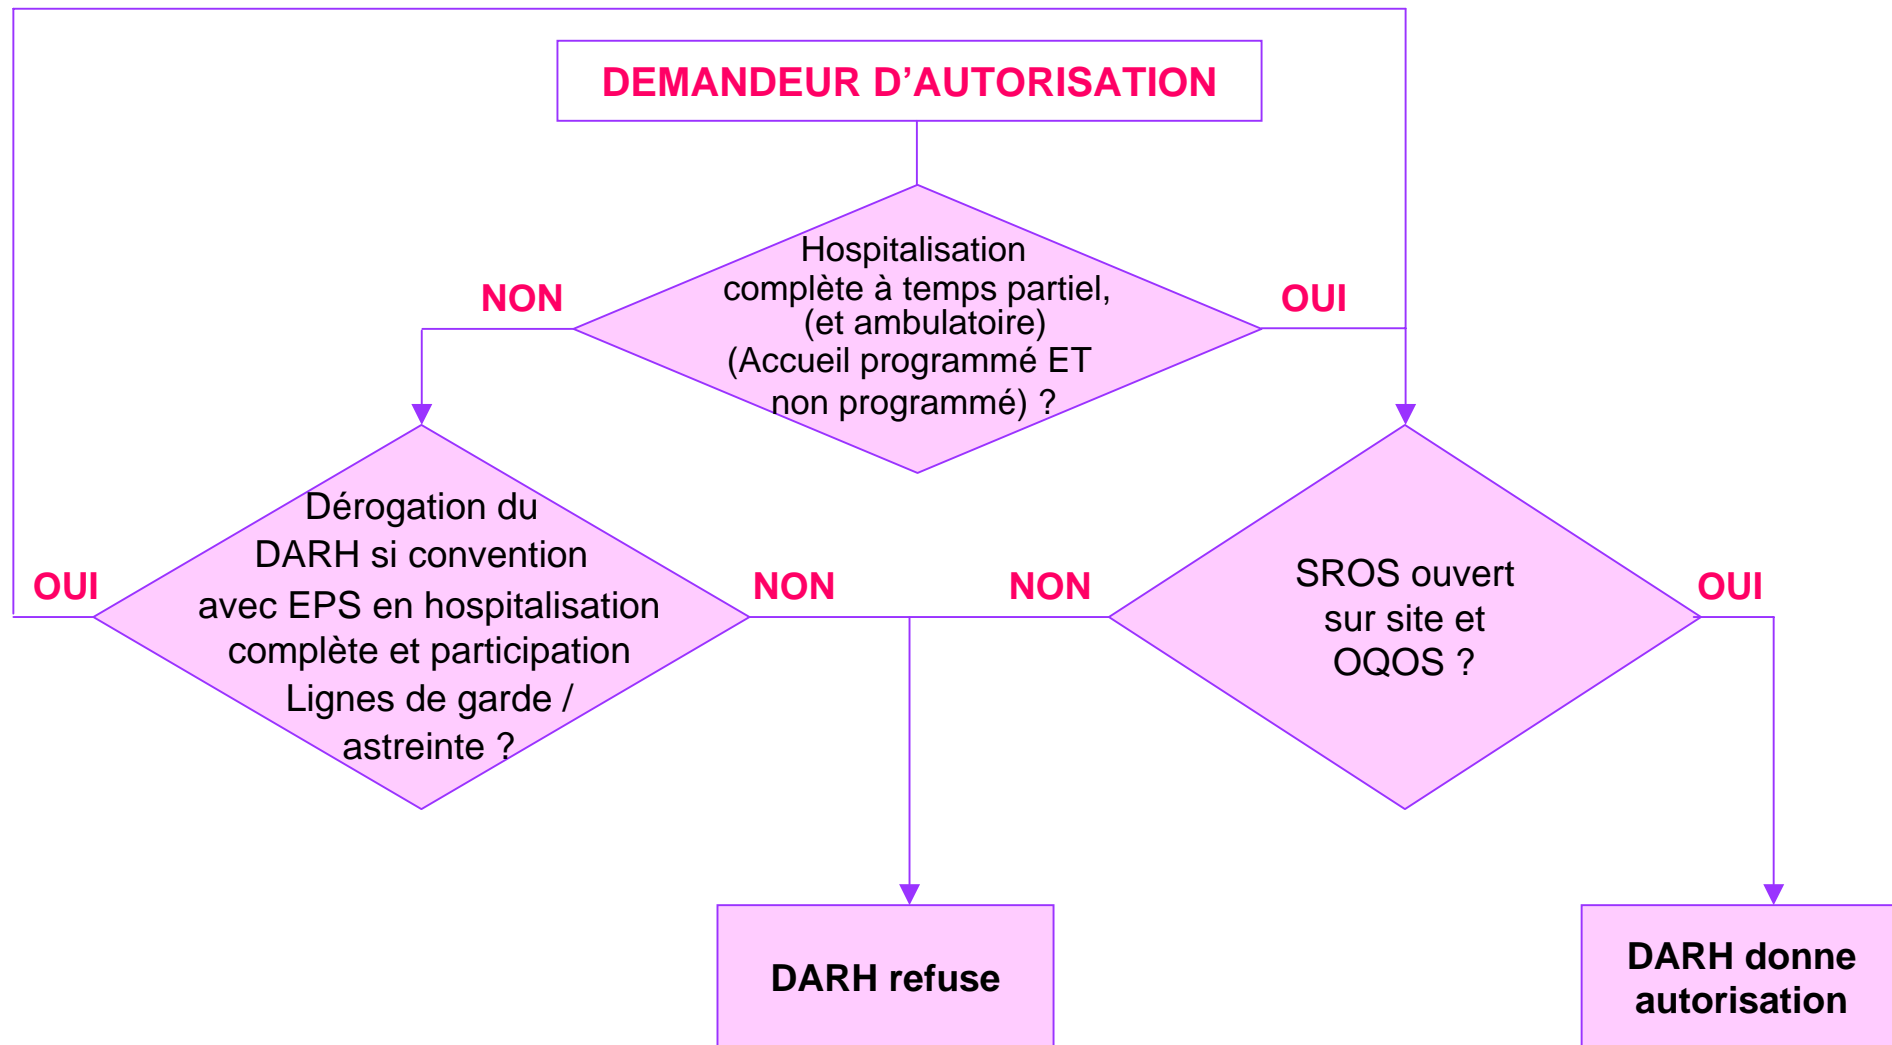 DEMANDEUR D'AUTORISATION
Hospitalisation
complète à temps partiel,
(et ambulatoire)
(Accueil programmé ET
non programmé) ?
NON
OUI
Dérogation du
DARH si convention
avec EPS en hospitalisation
complète et participation
Lignes de garde /
astreinte ?
OUI
NON
NON
SROS ouvert
sur site et
OQOS ?
OUI
DARH refuse
DARH donne
autorisation